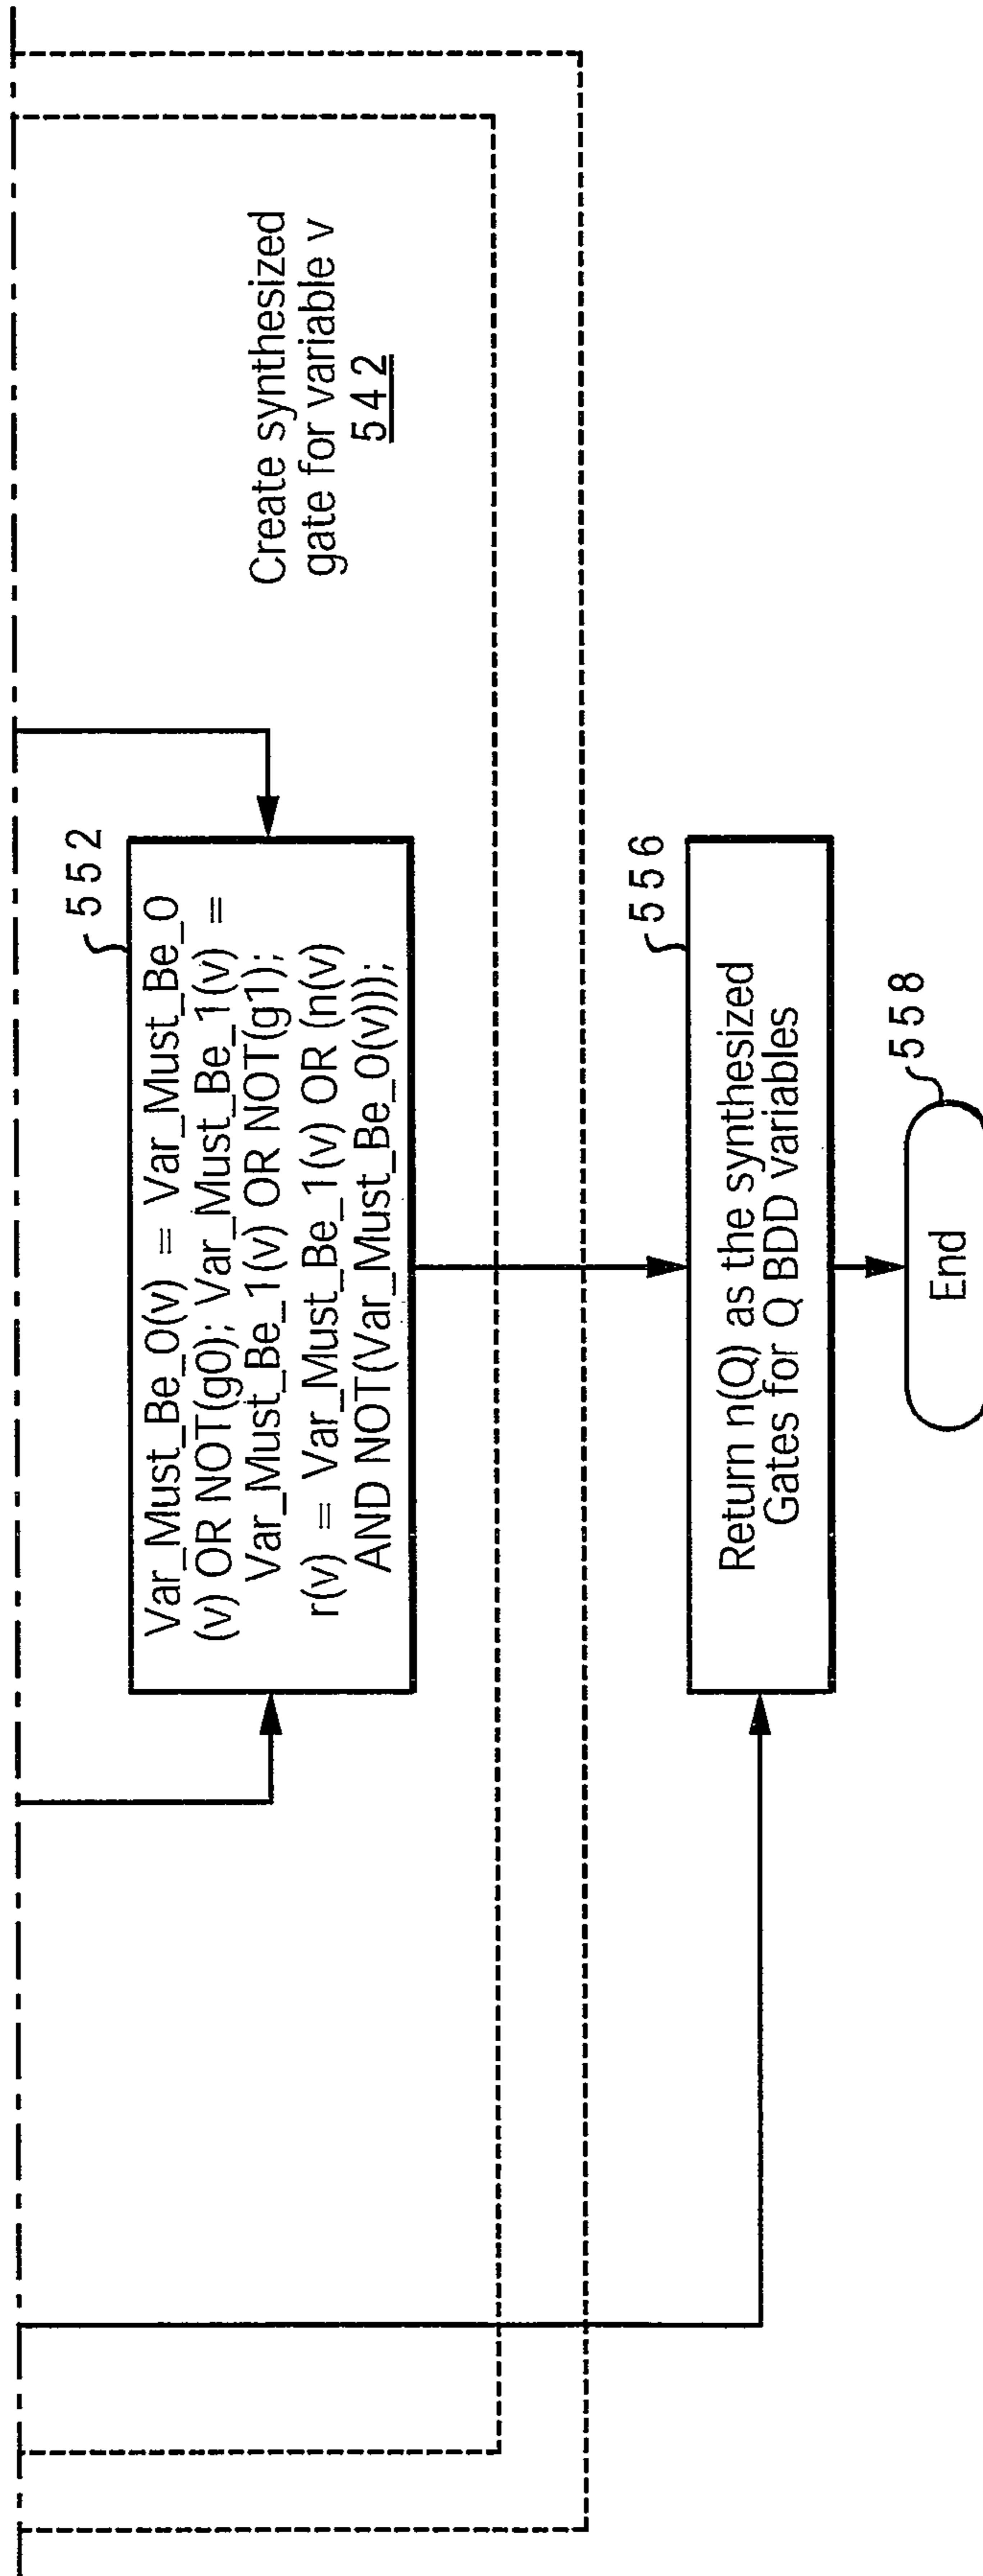 Create synthesized
gate for variable v
542
552
Var_Must_Be_0(v) = Var_Must_Be_0
(v) OR NOT(g0); Var_Must_Be_1(v) =
Var_Must_Be_1(v) OR NOT(g1);
r(v) = Var_Must_Be_1(v) OR (n(v)
AND NOT(Var_Must_Be_0(v))));
556
Return n(Q) as the synthesized
Gates for Q BDD variables
558
End